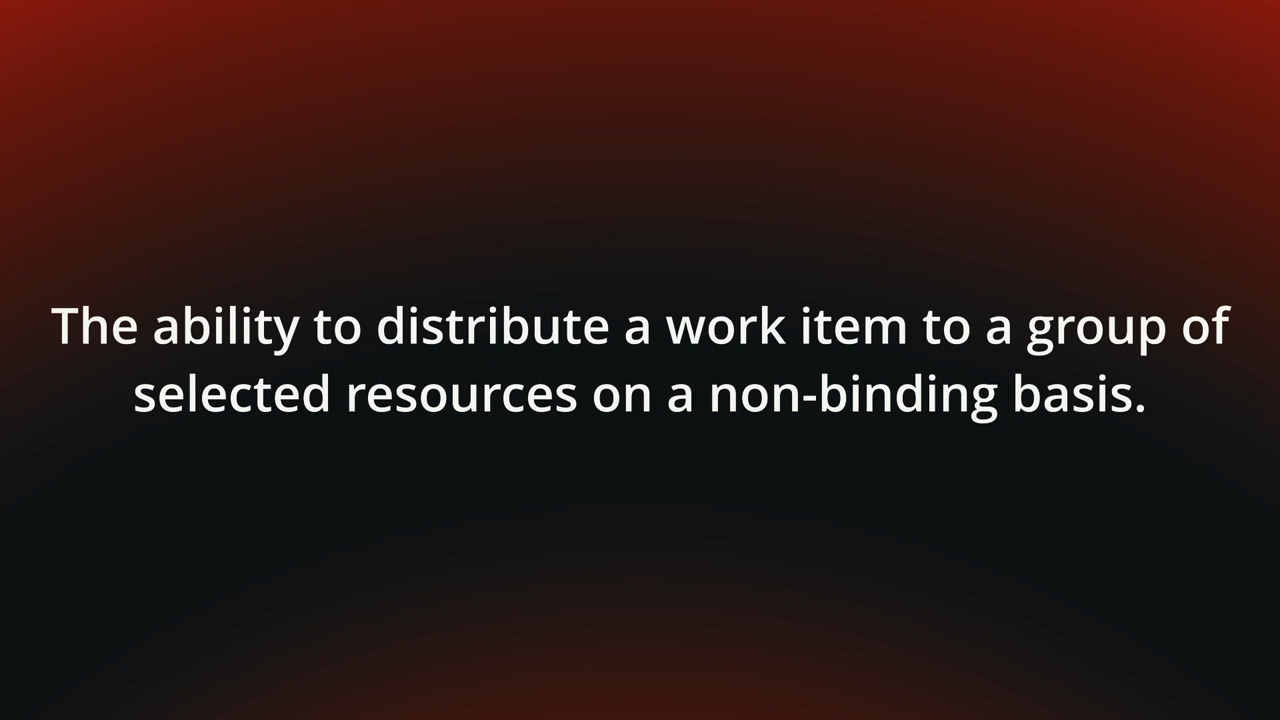 The ability to distribute a work item to a group of
selected resources on a non-binding basis.